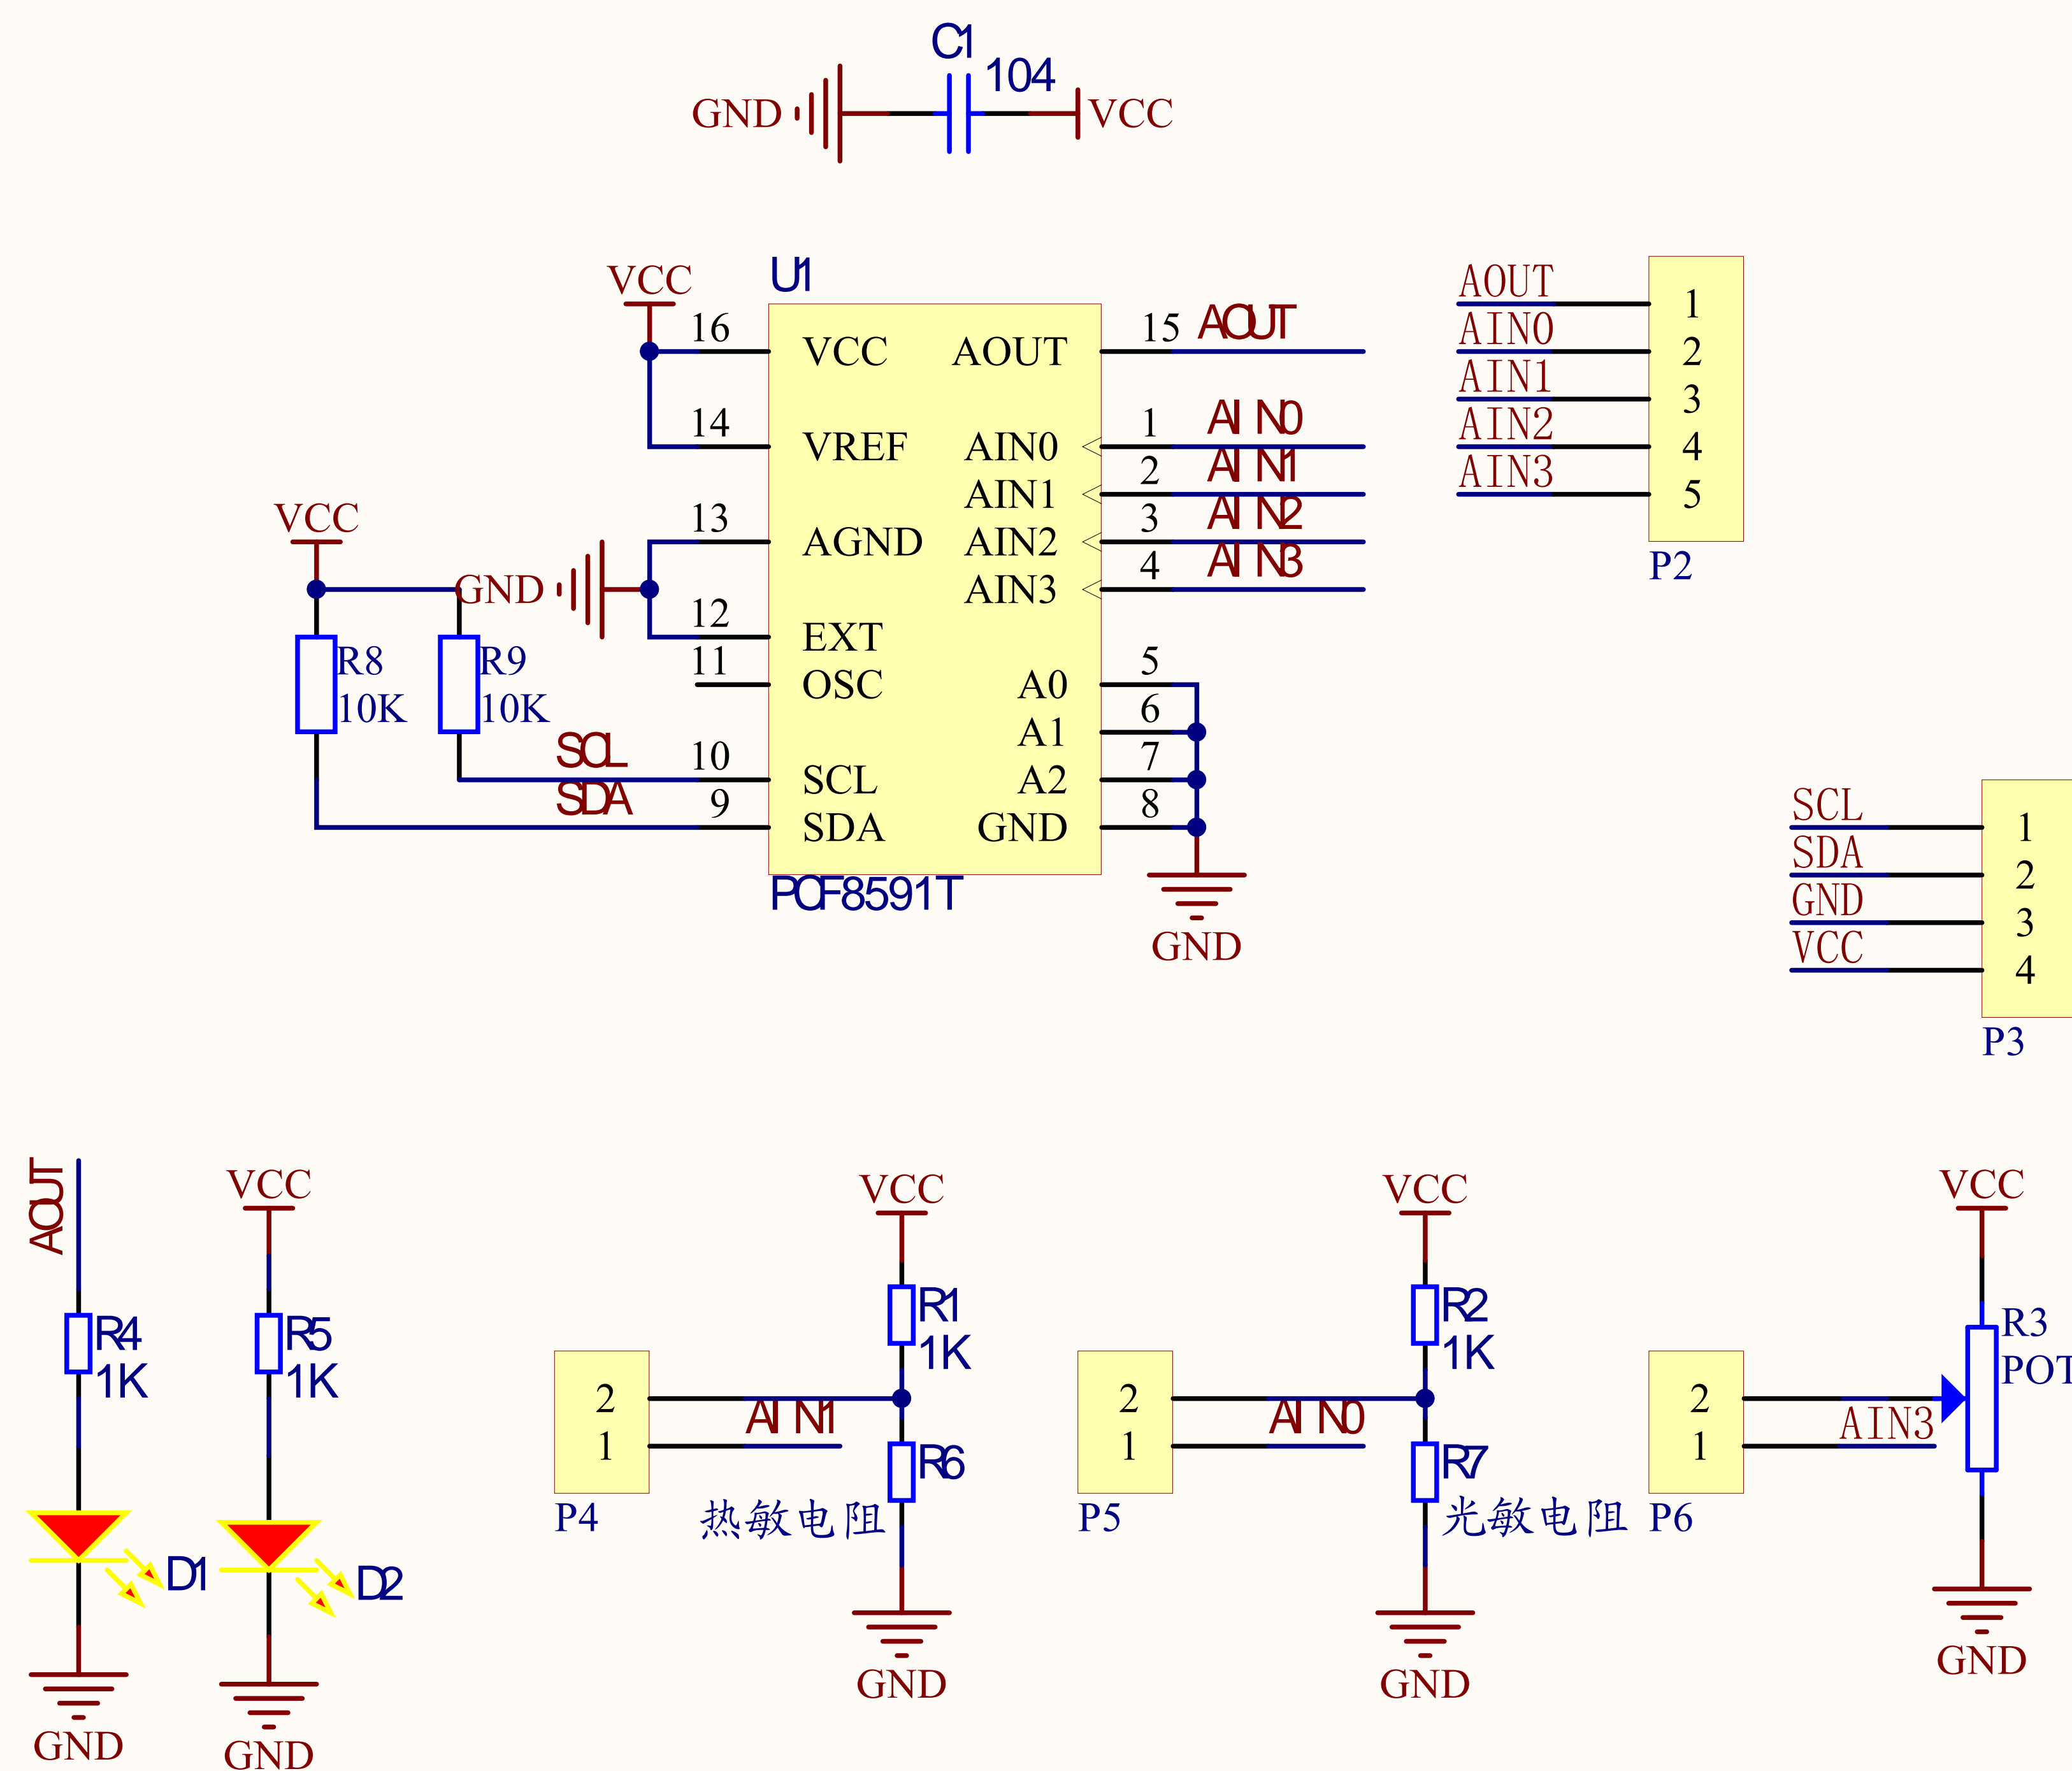 C1
104
GND
VCC
U1
VCC
16
VCC
AOUT
15
AOUT
14
VREF
AIN0
1
AIN0
AIN1
2
AIN1
13
AGND
AIN2
3
AIN2
AIN3
4
AIN3
GND
12
EXT
11
OSC
A0
5
A1
6
10
SCL
A2
7
9
SDA
GND
8
PCF8591T
GND
VCC
R8
10K
R9
10K
SCL
SDA
AOUT
1
AIN0
2
AIN1
3
AIN2
4
AIN3
5
P2
SCL
1
SDA
2
GND
3
VCC
4
P3
AOUT
R4
1K
D1
GND
VCC
R5
1K
D2
GND
VCC
R1
1K
2
1
AIN1
P4
R6
热敏电阻
GND
VCC
R2
1K
2
1
AIN0
P5
R7
光敏电阻
GND
VCC
R3
POT
2
1
AIN3
P6
GND